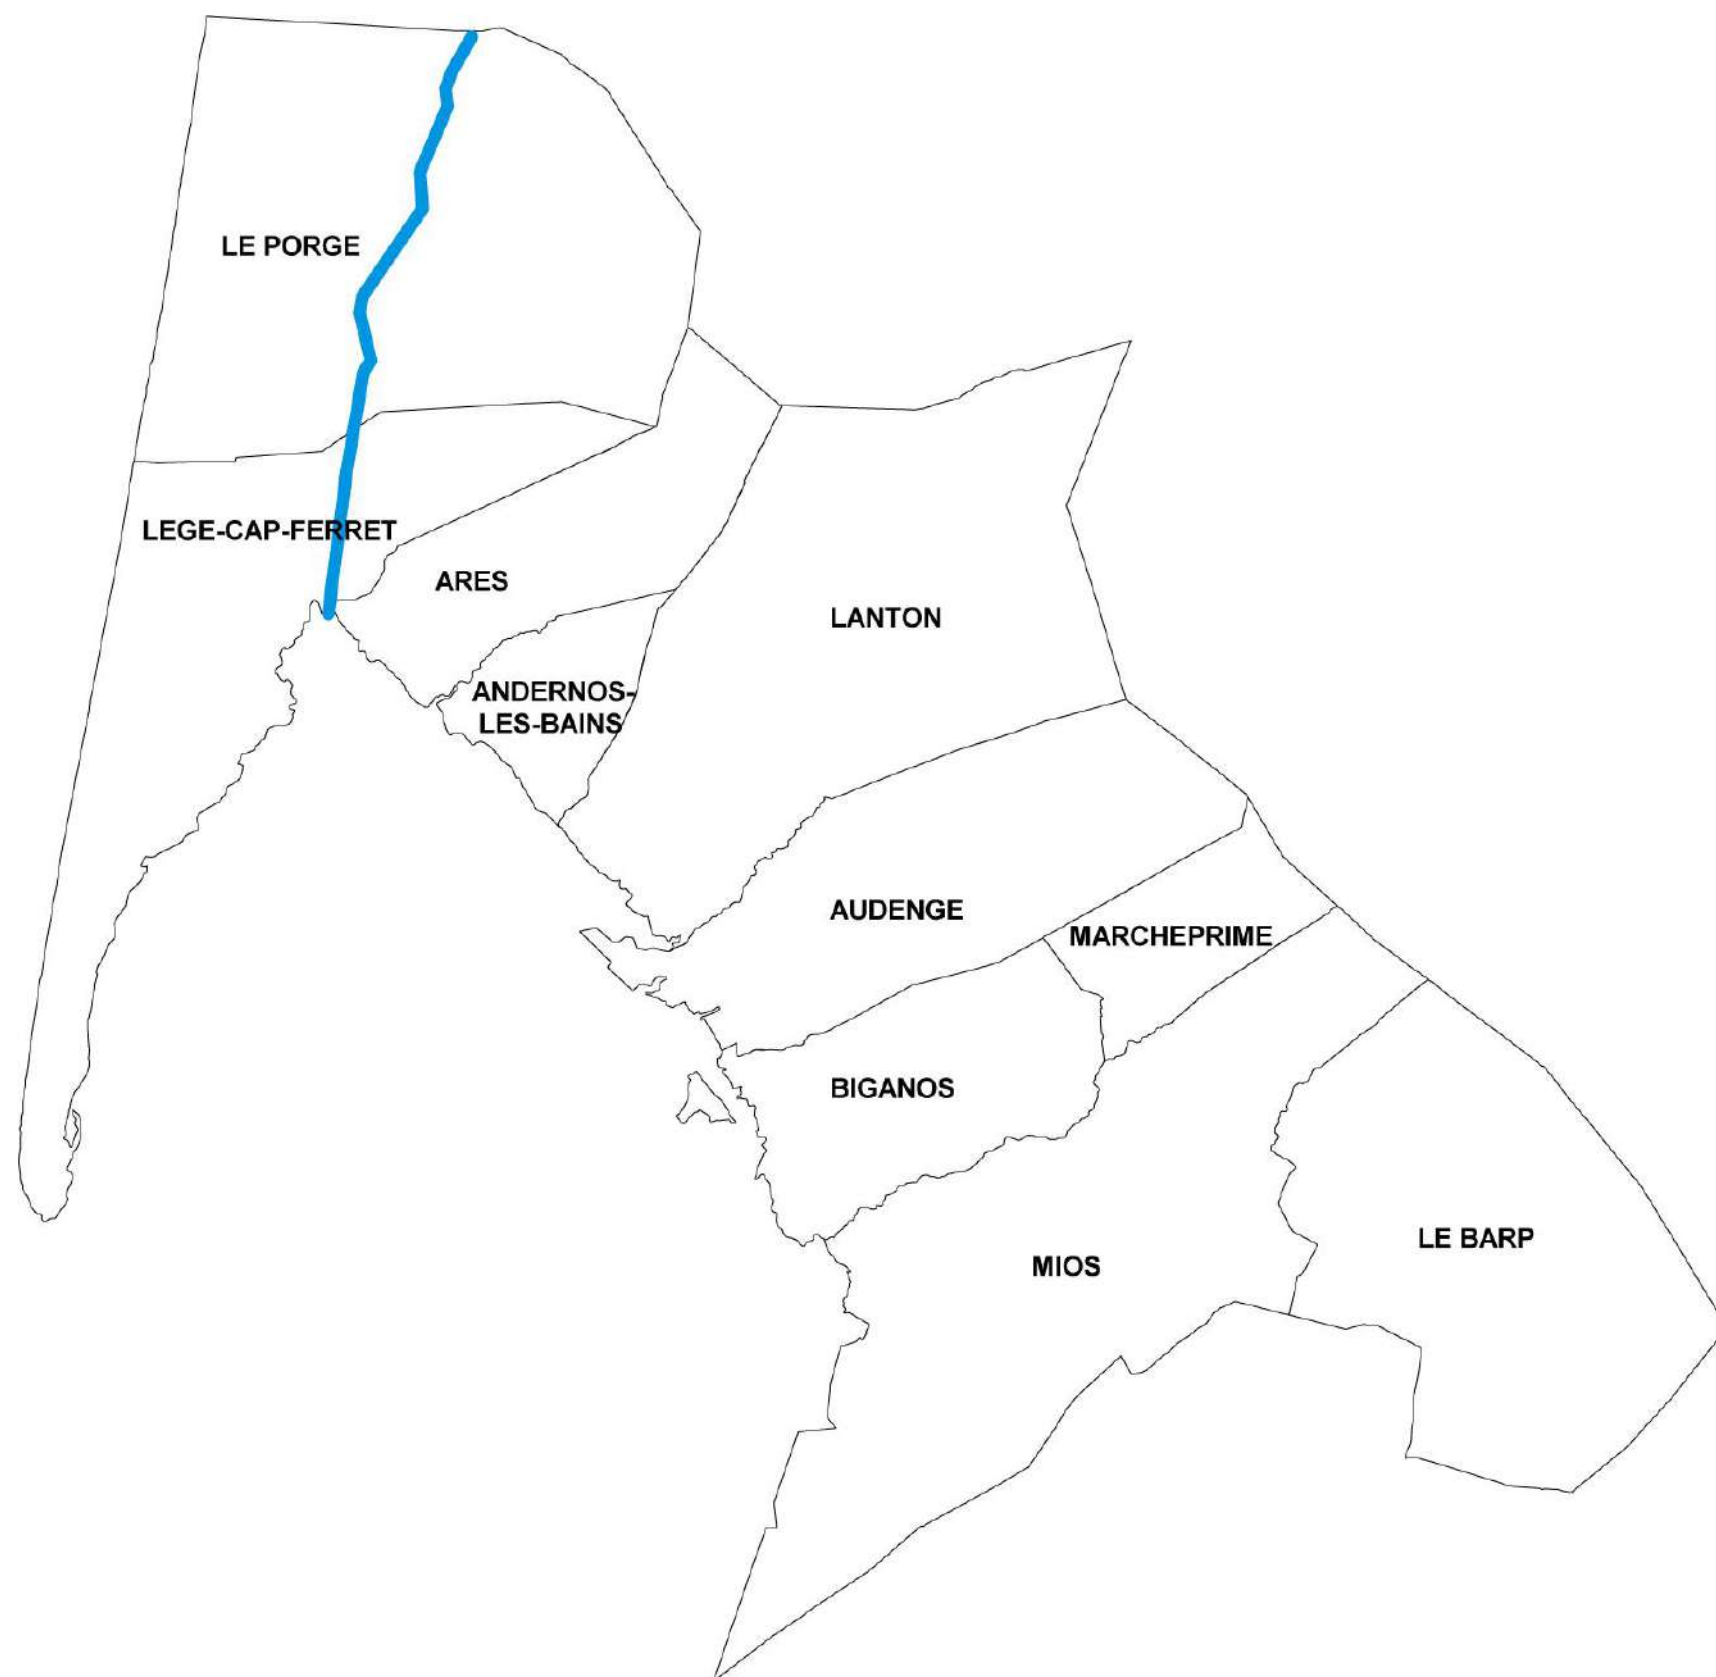 LE PORGE
LEGE-CAP-FERRET
ARES
LANTON
ANDERNOS-
LES-BAINS
AUDENGE
MARCHEPRIME
BIGANOS
LE BARP
MIOS